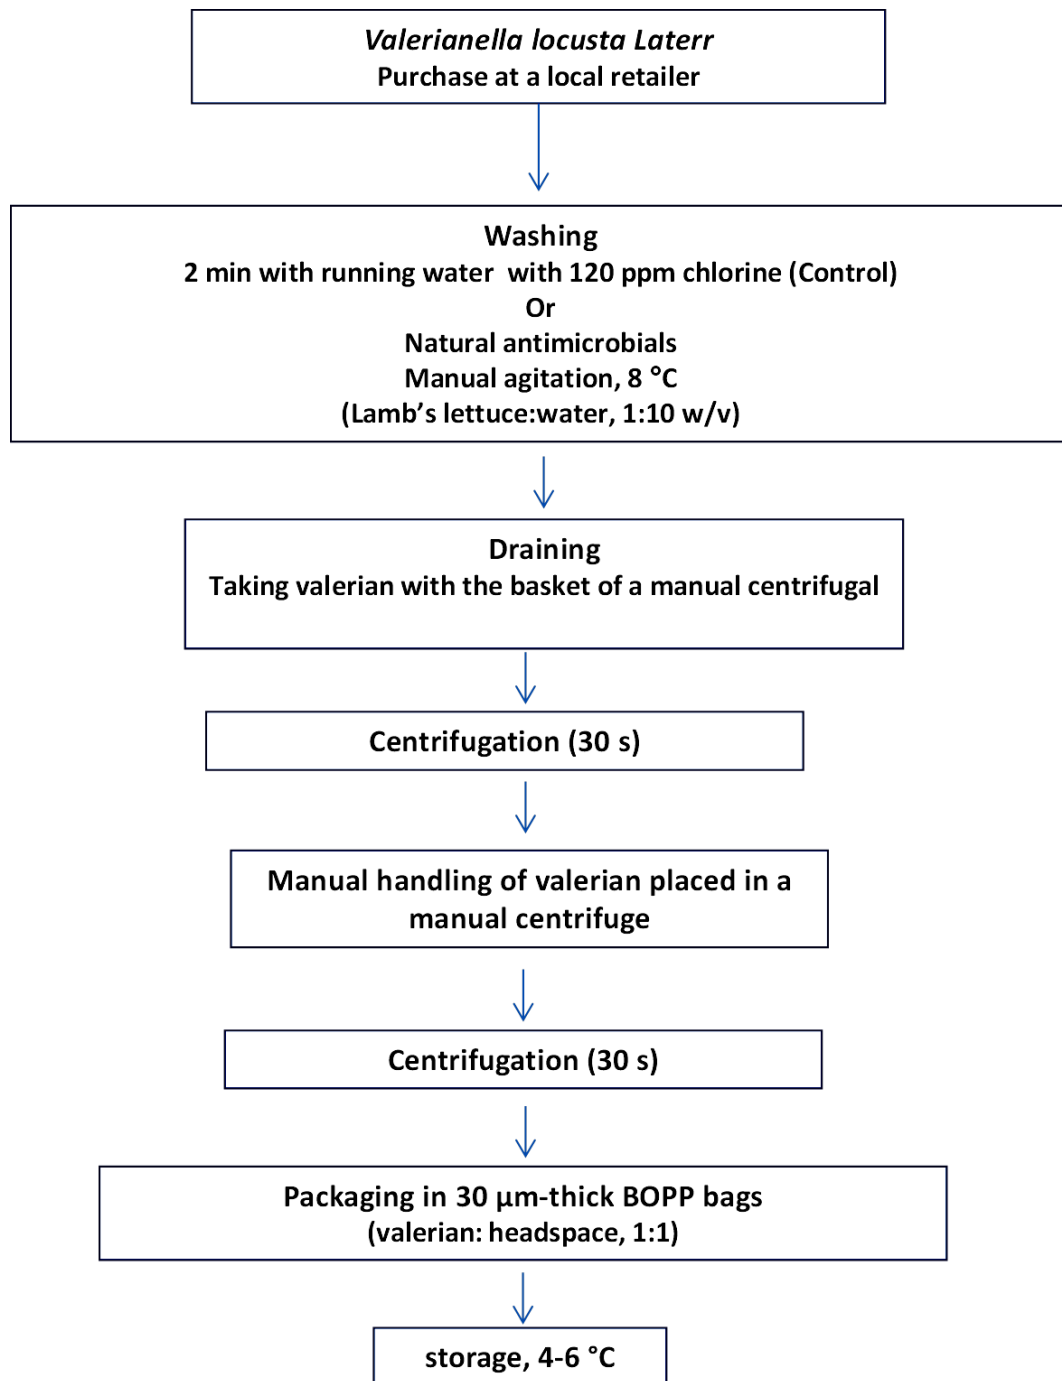 Valerianella locusta Laterr
Purchase at a local retailer
Washing
2 min with running water with 120 ppm chlorine (Control)
Or
Natural antimicrobials
Manual agitation, 8 °C
(Lamb’s lettuce:water, 1:10 w/v)
Draining
Taking valerian with the basket of a manual centrifugal
Centrifugation (30 s)
Manual handling of valerian placed in a
manual centrifuge
Centrifugation (30 s)
Packaging in 30 µm-thick BOPP bags
(valerian: headspace, 1:1)
storage, 4-6 °C